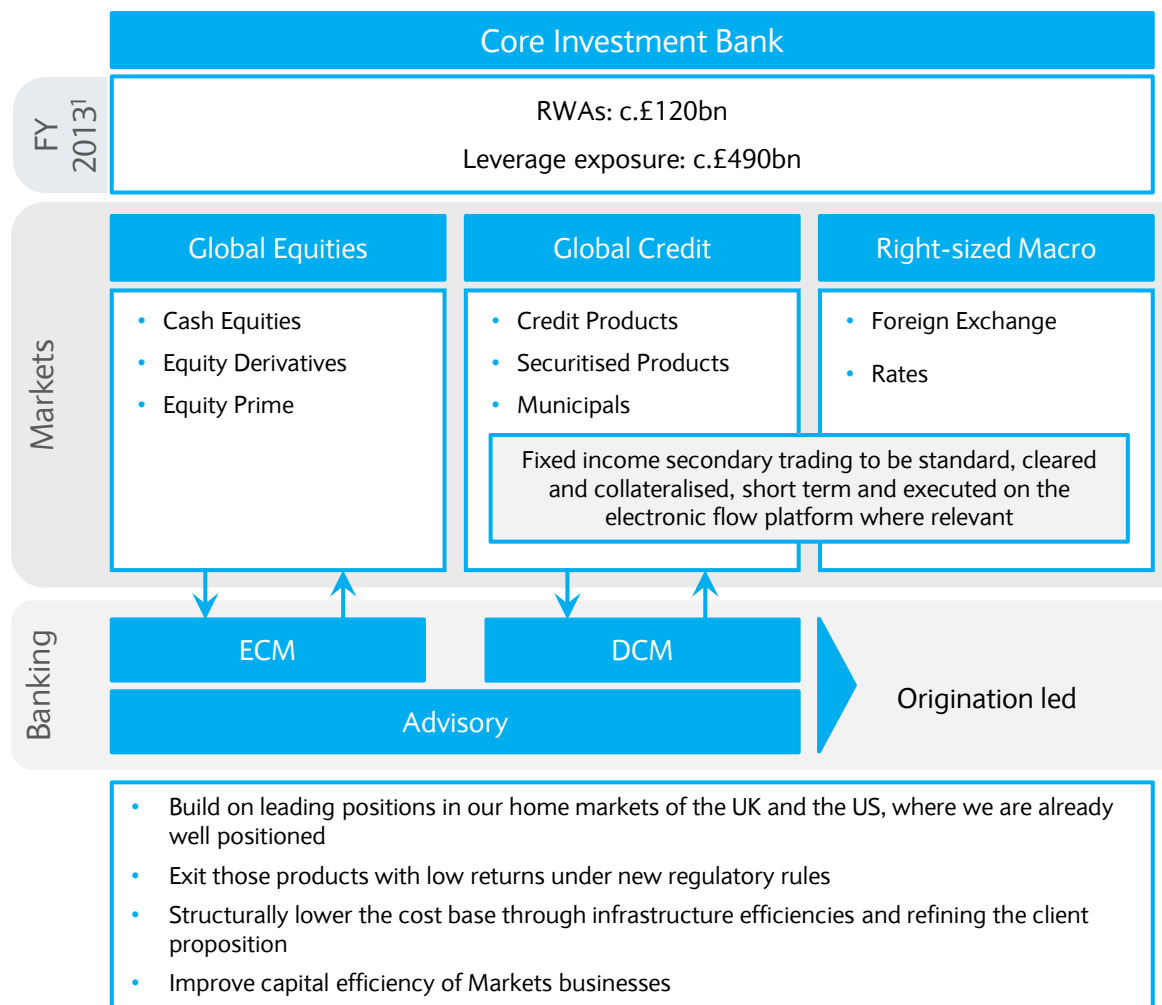 Core Investment Bank
FY
2013¹
RWAs: c.£120bn
Leverage exposure: c.£490bn
Markets
Global Equities
• Cash Equities
• Equity Derivatives
• Equity Prime
Global Credit
• Credit Products
• Securitised Products
• Municipals
Right-sized Macro
• Foreign Exchange
• Rates
Fixed income secondary trading to be standard, cleared
and collateralised, short term and executed on the
electronic flow platform where relevant
Banking
ECM
DCM
Advisory
Origination led
• Build on leading positions in our home markets of the UK and the US, where we are already
well positioned
• Exit those products with low returns under new regulatory rules
• Structurally lower the cost base through infrastructure efficiencies and refining the client
proposition
• Improve capital efficiency of Markets businesses